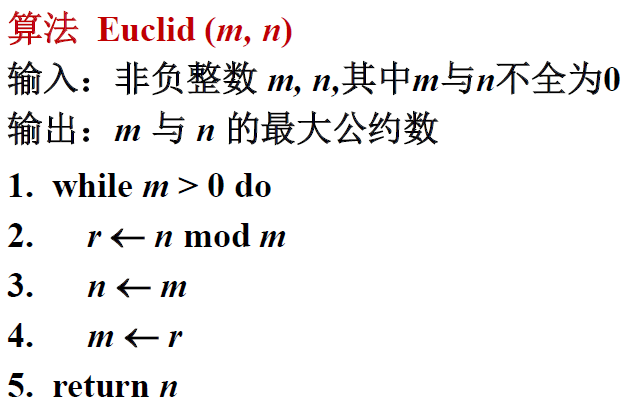 算法 Euclid (m, n)
输入：非负整数 m, n,其中m与n不全为0
输出：m 与 n 的最大公约数
1. while m > 0 do
2. r ← n mod m
3. n ← m
4. m ← r
5. return n